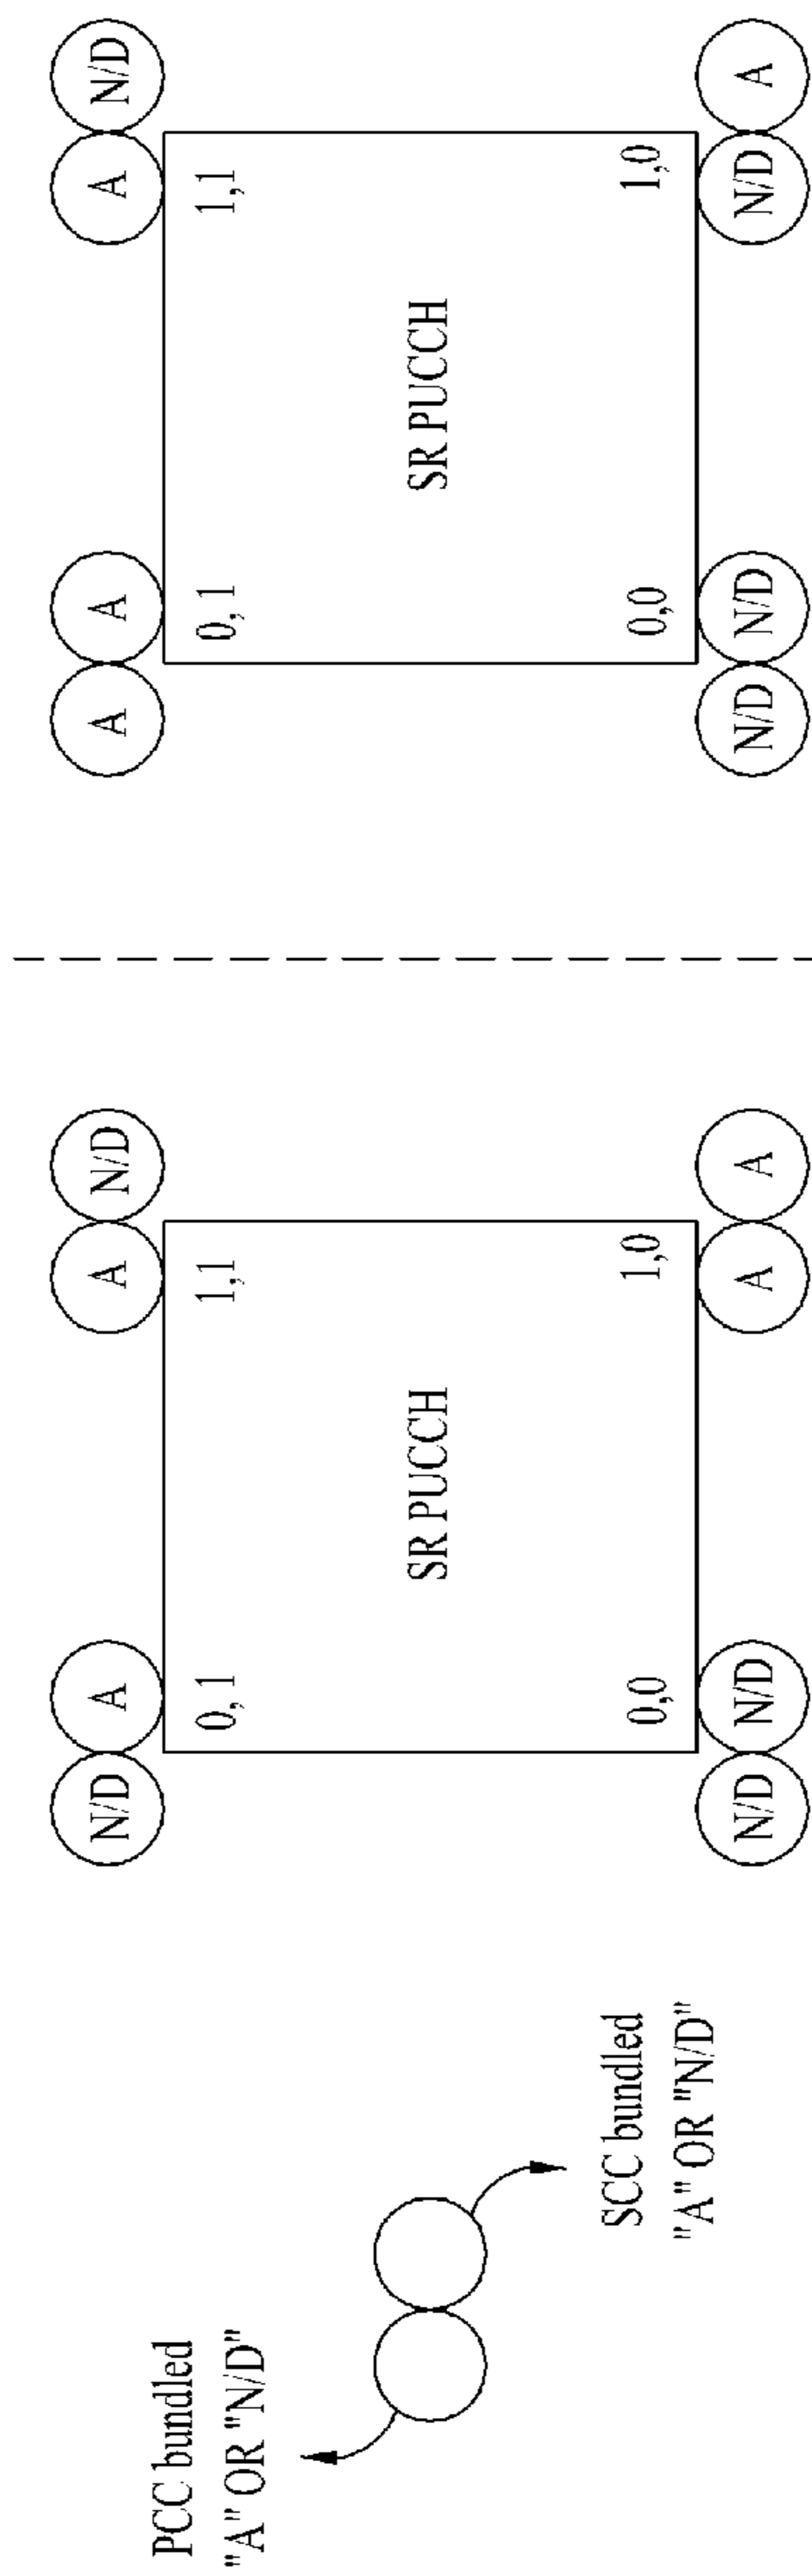 PCC bundled
"A" OR "N/D"
SCC bundled
"A" OR "N/D"
N/D A
A N/D
0, 1
1,1
SR PUCCH
0,0
1,0
N/D N/D
A A
A A
A N/D
0, 1
1,1
SR PUCCH
0,0
1,0
N/D N/D
N/D A